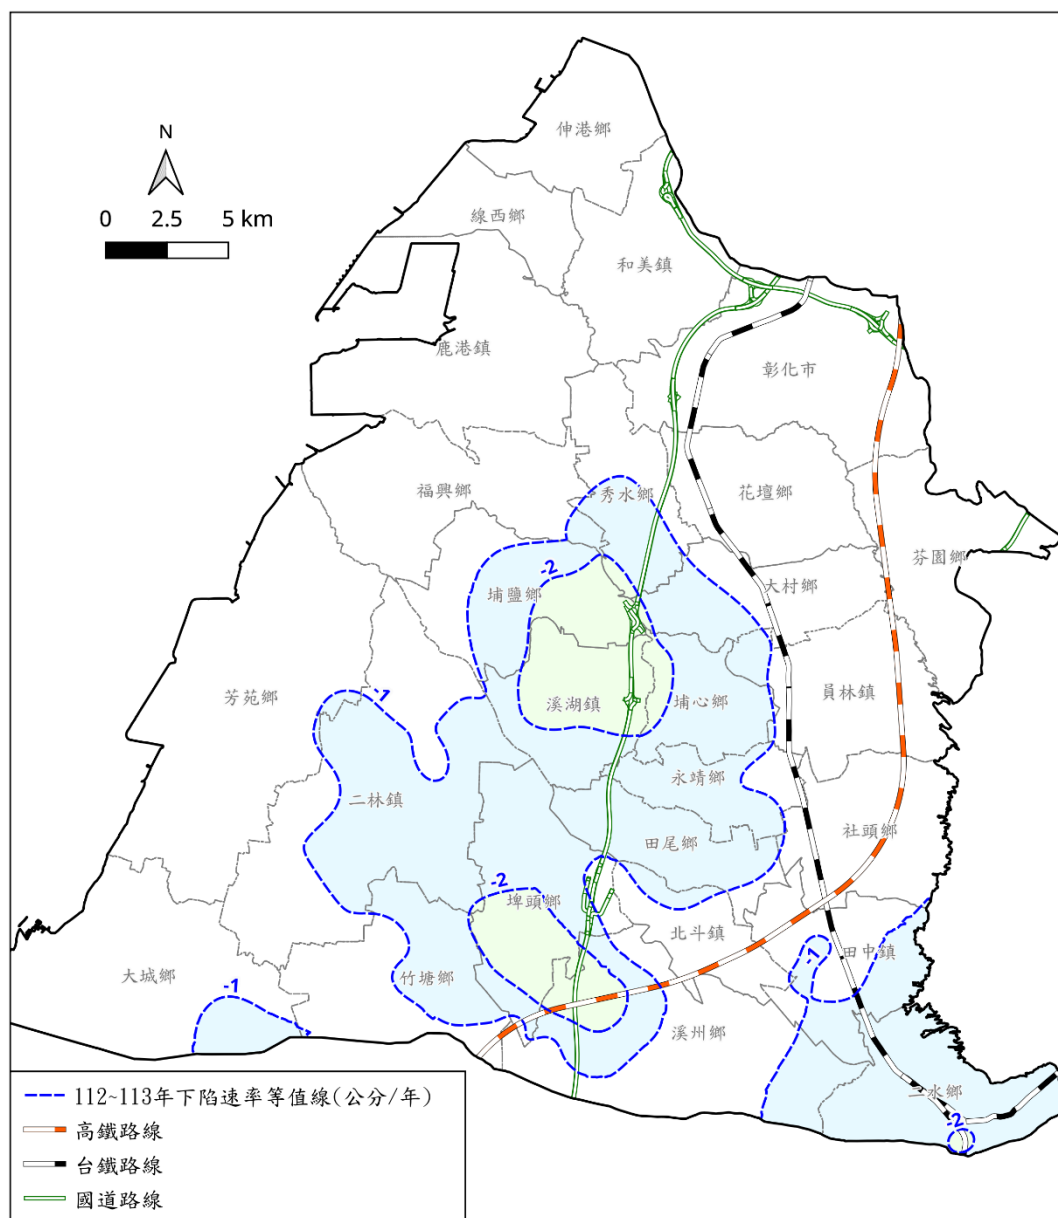 伸港鄉
N
0 2.5 5 km
線西鄉
和美鎮
鹿港鎮
彰化市
福興鄉
秀水鄉
花壇鄉
芬園鄉
-2
埔鹽鄉
大村鄉
芳苑鄉
-1
溪湖鎮
埔心鄉
員林鎮
永靖鄉
二林鎮
田尾鄉
社頭鄉
-2
埤頭鄉
北斗鎮
田中鎮
-1
大城鄉
-1
竹塘鄉
溪州鄉
二水鄉
-2
112~113年下陷速率等值線(公分/年)
高鐵路線
台鐵路線
國道路線